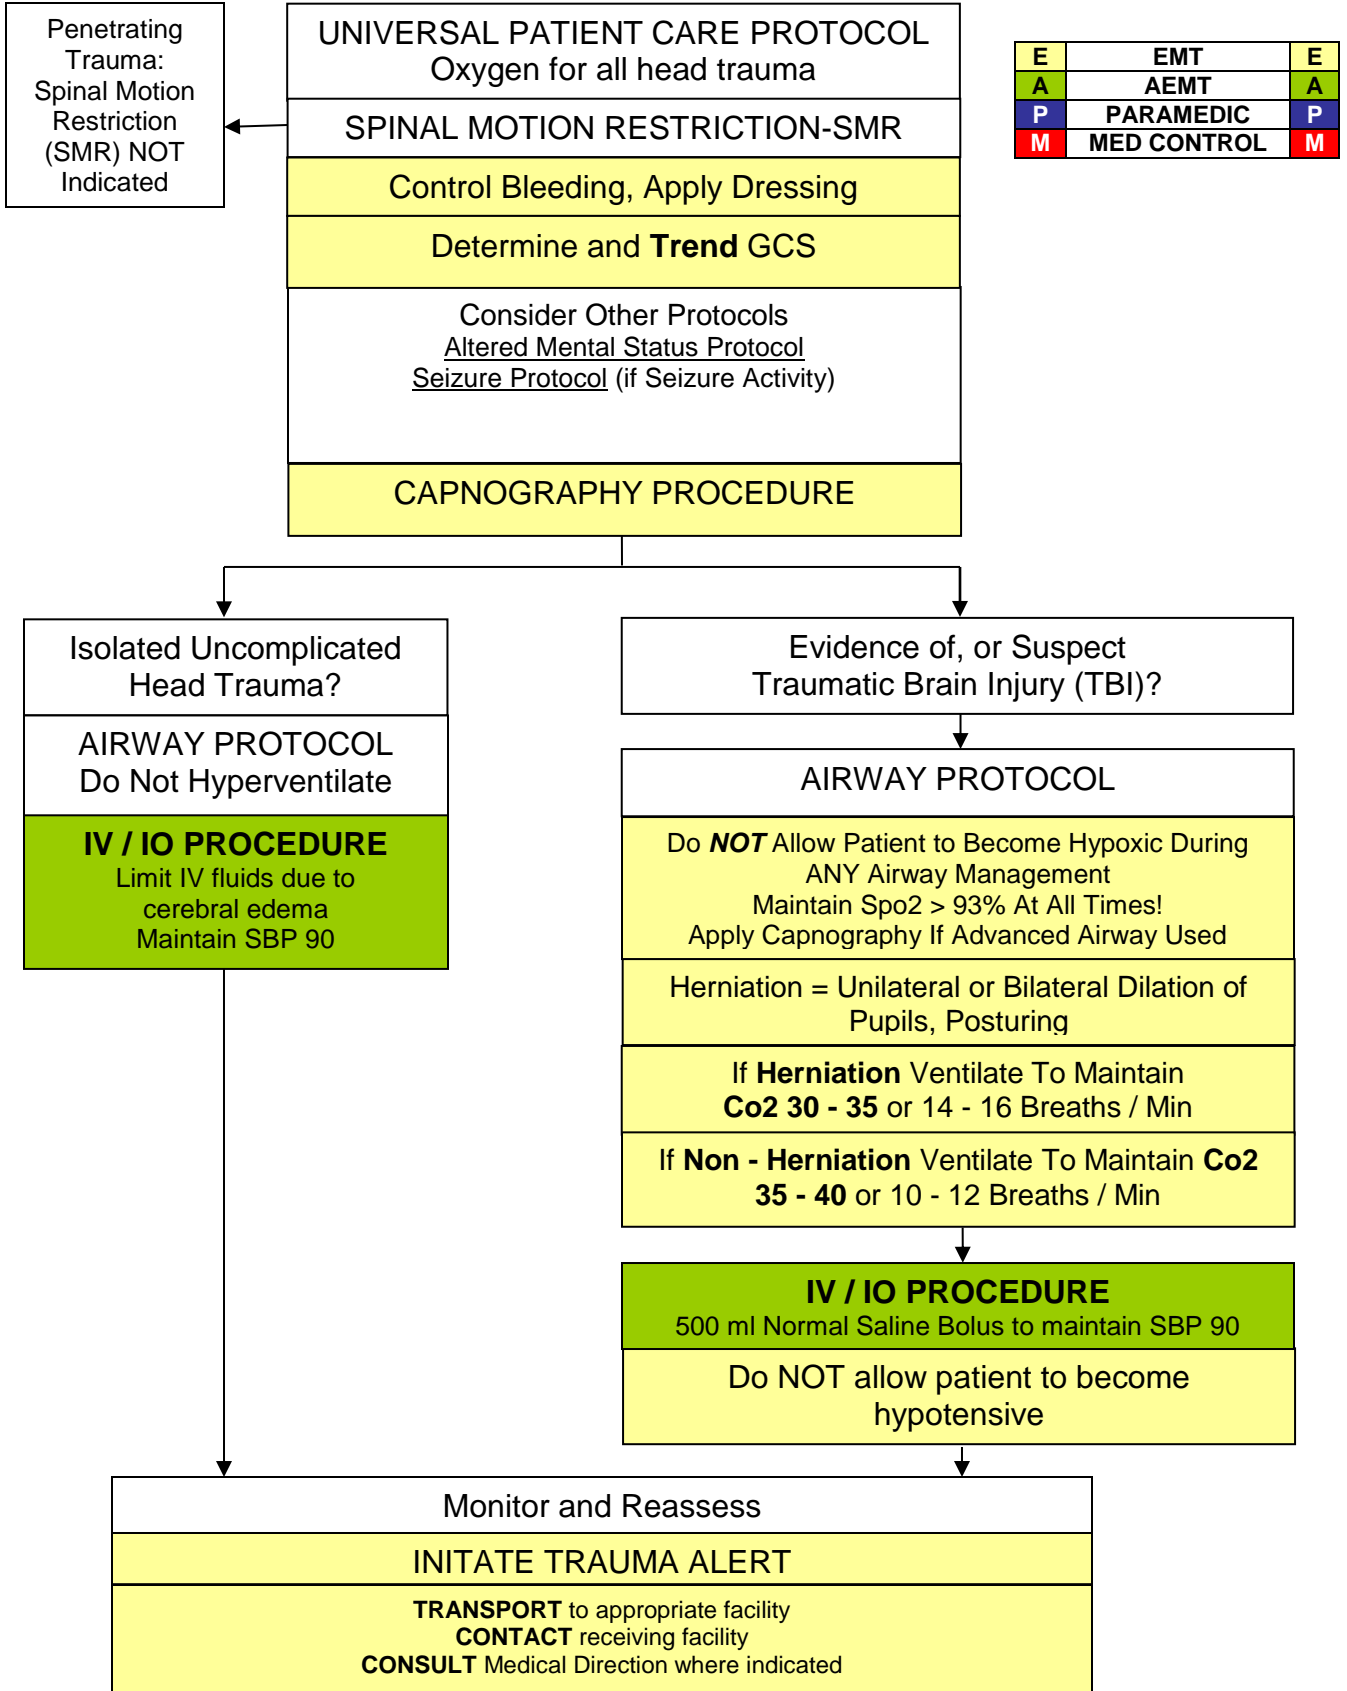 Penetrating
Trauma:
Spinal Motion
Restriction
(SMR) NOT
Indicated
UNIVERSAL PATIENT CARE PROTOCOL
Oxygen for all head trauma
SPINAL MOTION RESTRICTION-SMR
Control Bleeding, Apply Dressing
Determine and Trend GCS
Consider Other Protocols
Altered Mental Status Protocol
Seizure Protocol (if Seizure Activity)
CAPNOGRAPHY PROCEDURE
E EMT E
A AEMT A
P PARAMEDIC P
M MED CONTROL M
Isolated Uncomplicated
Head Trauma?
AIRWAY PROTOCOL
Do Not Hyperventilate
IV / IO PROCEDURE
Limit IV fluids due to
cerebral edema
Maintain SBP 90
Evidence of, or Suspect
Traumatic Brain Injury (TBI)?
AIRWAY PROTOCOL
Do NOT Allow Patient to Become Hypoxic During
ANY Airway Management
Maintain Spo2 > 93% At All Times!
Apply Capnography If Advanced Airway Used
Herniation = Unilateral or Bilateral Dilation of
Pupils, Posturing
If Herniation Ventilate To Maintain
Co2 30 - 35 or 14 - 16 Breaths / Min
If Non - Herniation Ventilate To Maintain Co2
35 - 40 or 10 - 12 Breaths / Min
IV / IO PROCEDURE
500 ml Normal Saline Bolus to maintain SBP 90
Do NOT allow patient to become
hypotensive
Monitor and Reassess
INITATE TRAUMA ALERT
TRANSPORT to appropriate facility
CONTACT receiving facility
CONSULT Medical Direction where indicated